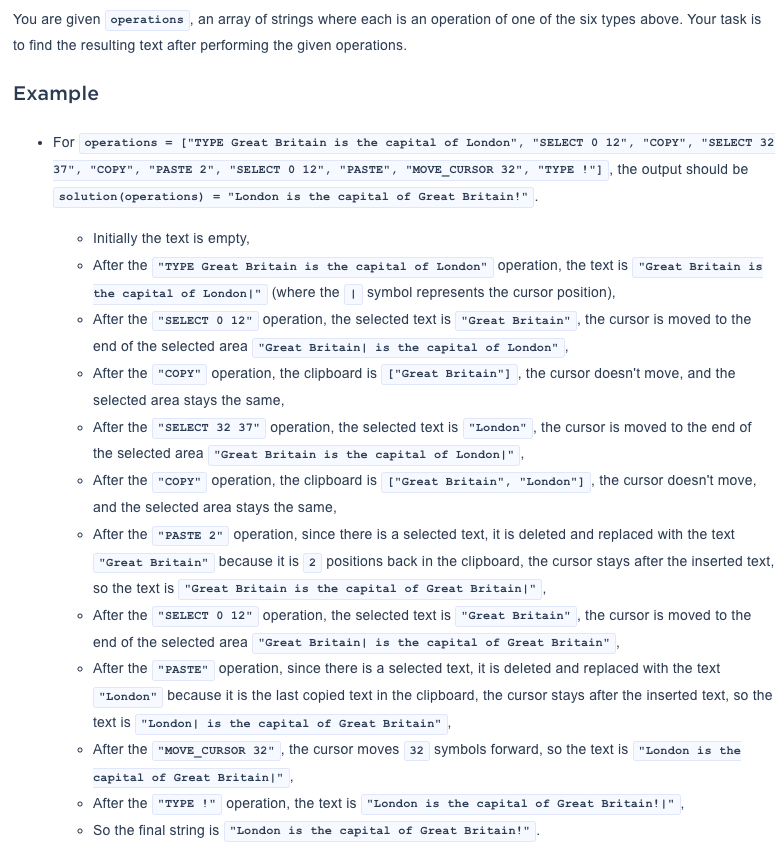 You are given operations, an array of strings where each is an operation of one of the six types above. Your task is
to find the resulting text after performing the given operations.
Example
• For operations = ["TYPE Great Britain is the capital of London", "SELECT 0 12", "COPY", "SELECT 32
37", "COPY", "PASTE 2", "SELECT 0 12", "PASTE", "MOVE_CURSOR 32", "TYPE !"], the output should be
solution(operations) = "London is the capital of Great Britain!".
◦ Initially the text is empty,
◦ After the "TYPE Great Britain is the capital of London" operation, the text is "Great Britain is
the capital of London|" (where the | symbol represents the cursor position),
◦ After the "SELECT 0 12" operation, the selected text is "Great Britain", the cursor is moved to the
end of the selected area "Great Britain| is the capital of London",
◦ After the "COPY" operation, the clipboard is ["Great Britain"], the cursor doesn't move, and the
selected area stays the same,
◦ After the "SELECT 32 37" operation, the selected text is "London", the cursor is moved to the end of
the selected area "Great Britain is the capital of London|",
◦ After the "COPY" operation, the clipboard is ["Great Britain", "London"], the cursor doesn't move,
and the selected area stays the same,
◦ After the "PASTE 2" operation, since there is a selected text, it is deleted and replaced with the text
"Great Britain" because it is 2 positions back in the clipboard, the cursor stays after the inserted text,
so the text is "Great Britain is the capital of Great Britain|",
◦ After the "SELECT 0 12" operation, the selected text is "Great Britain", the cursor is moved to the
end of the selected area "Great Britain| is the capital of Great Britain",
◦ After the "PASTE" operation, since there is a selected text, it is deleted and replaced with the text
"London" because it is the last copied text in the clipboard, the cursor stays after the inserted text, so the
text is "London| is the capital of Great Britain",
◦ After the "MOVE_CURSOR 32", the cursor moves 32 symbols forward, so the text is "London is the
capital of Great Britain|",
◦ After the "TYPE !" operation, the text is "London is the capital of Great Britain!|",
◦ So the final string is "London is the capital of Great Britain!".